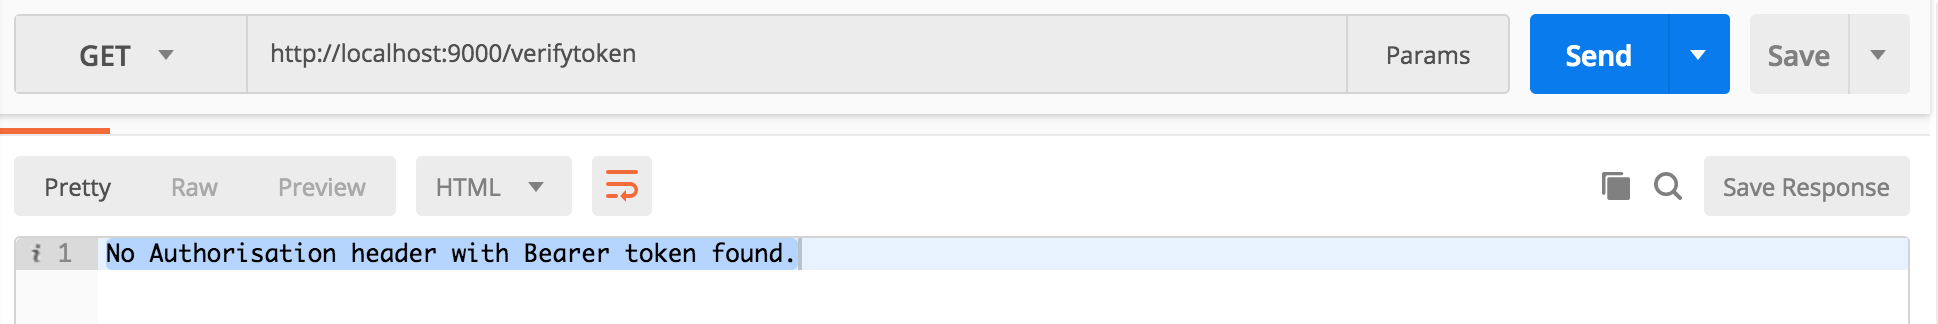 GET http://localhost:9000/verifytoken Params Send Save
Pretty Raw Preview HTML Save Response
i 1 No Authorisation header with Bearer token found.